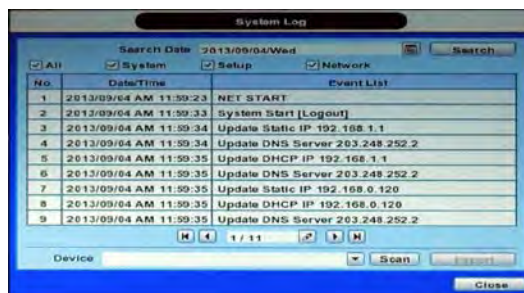 System Log
Search Date 2013/09/04/Wed Search
All System Setup Network
No. Date/Time Event List
1 2013/09/04 AM 11:59:23 NET START
2 2013/09/04 AM 11:59:33 System Start [Logout]
3 2013/09/04 AM 11:59:34 Update Static IP 192.168.1.1
4 2013/09/04 AM 11:59:34 Update DNS Server 203.248.252.2
5 2013/09/04 AM 11:59:35 Update DHCP IP 192.168.1.1
6 2013/09/04 AM 11:59:35 Update DNS Server 203.248.252.2
7 2013/09/04 AM 11:59:35 Update Static IP 192.168.0.120
8 2013/09/04 AM 11:59:35 Update DHCP IP 192.168.0.120
9 2013/09/04 AM 11:59:35 Update DNS Server 203.248.252.2
1 / 11
Device Scan Export
Close